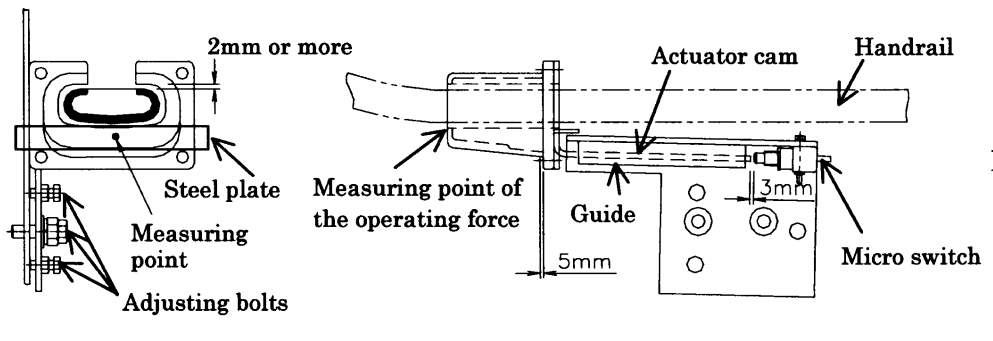 2mm or more
Steel plate
Measuring
point
Adjusting bolts
Actuator cam
Handrail
Measuring point of
the operating force
Guide
3mm
5mm
Micro switch